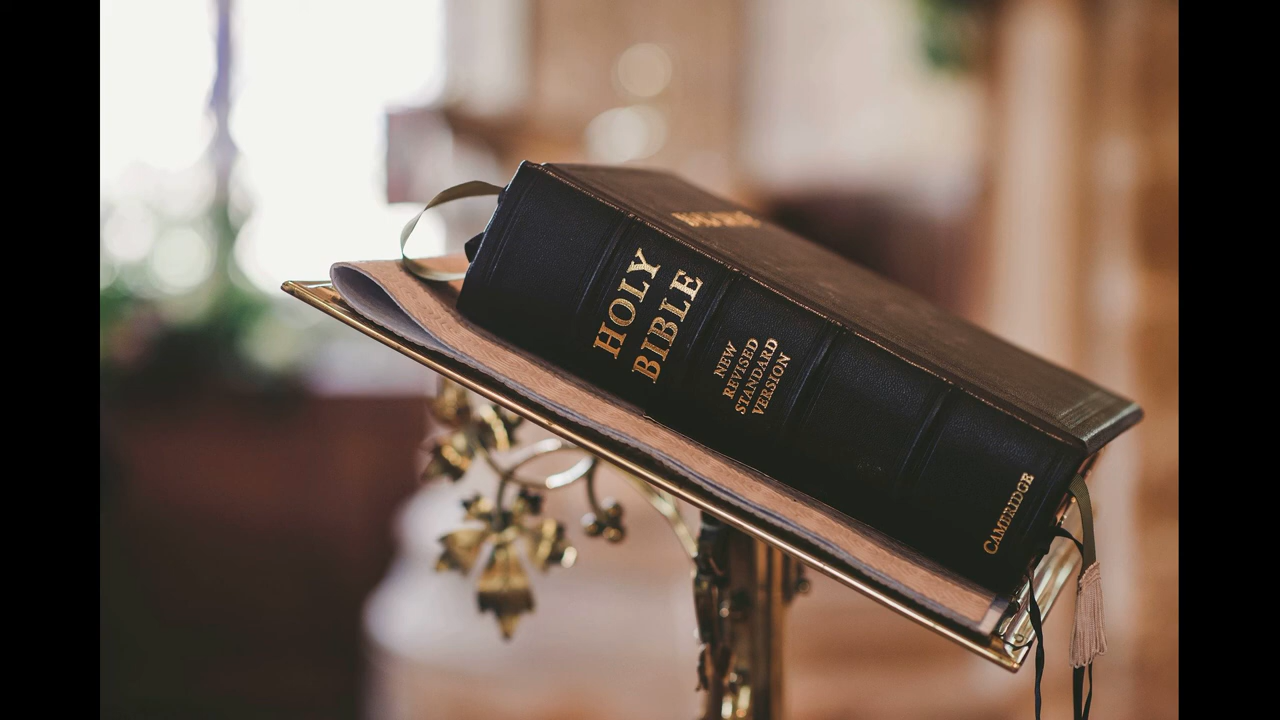 HOLY
BIBLE
NEW
REVISED
STANDARD
VERSION
CAMBRIDGE